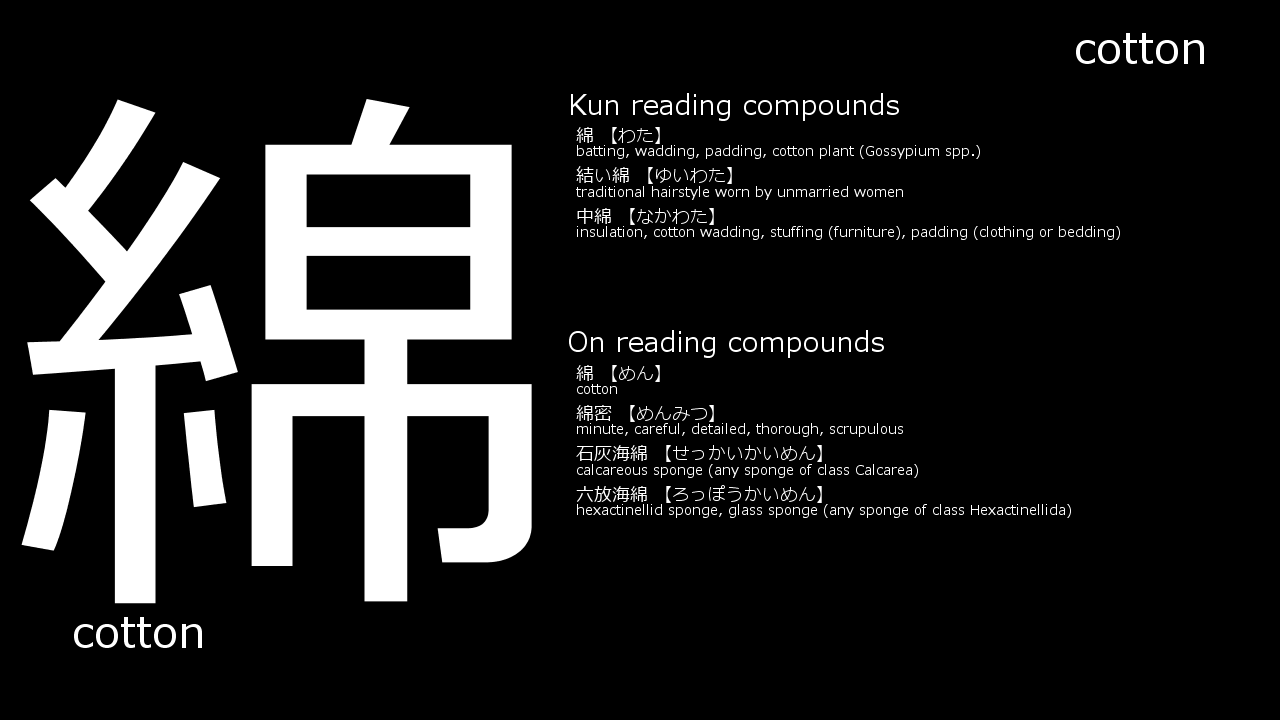 cotton
綿
Kun reading compounds
綿 【わた】
batting, wadding, padding, cotton plant (Gossypium spp.)
結い綿 【ゆいわた】
traditional hairstyle worn by unmarried women
中綿 【なかわた】
insulation, cotton wadding, stuffing (furniture), padding (clothing or bedding)
On reading compounds
綿 【めん】
cotton
綿密 【めんみつ】
minute, careful, detailed, thorough, scrupulous
石灰海綿 【せっかいかいめん】
calcareous sponge (any sponge of class Calcarea)
六放海綿 【ろっぽうかいめん】
hexactinellid sponge, glass sponge (any sponge of class Hexactinellida)
cotton